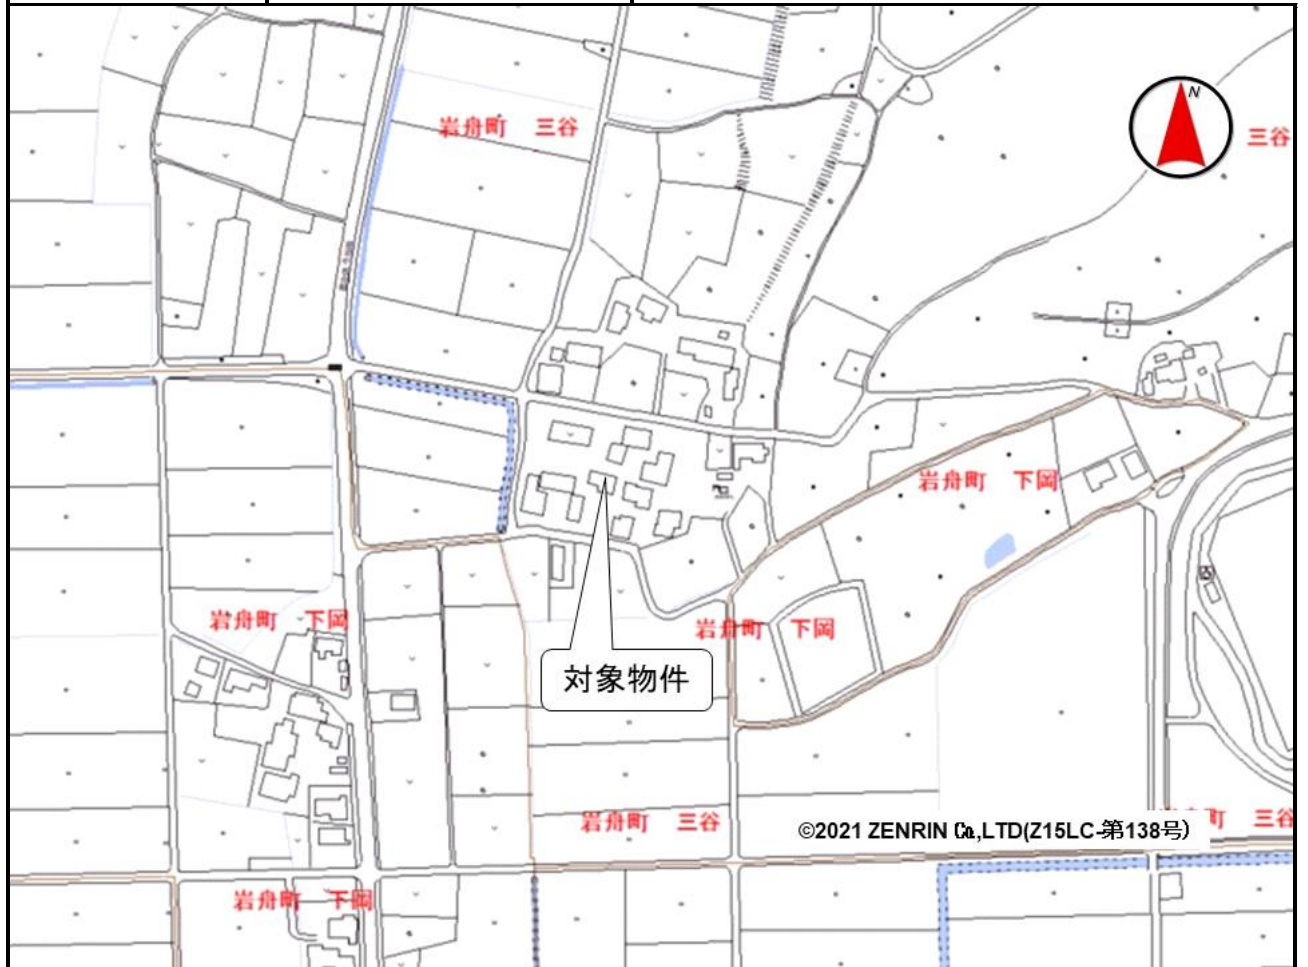 N
岩舟町 三谷
三谷
岩舟町 下岡
岩舟町 下岡
岩舟町 下岡
対象物件
岩舟町 三谷
©2021 ZENRIN Co.,LTD(Z15LC-第138号)
町 三谷
岩舟町 下岡